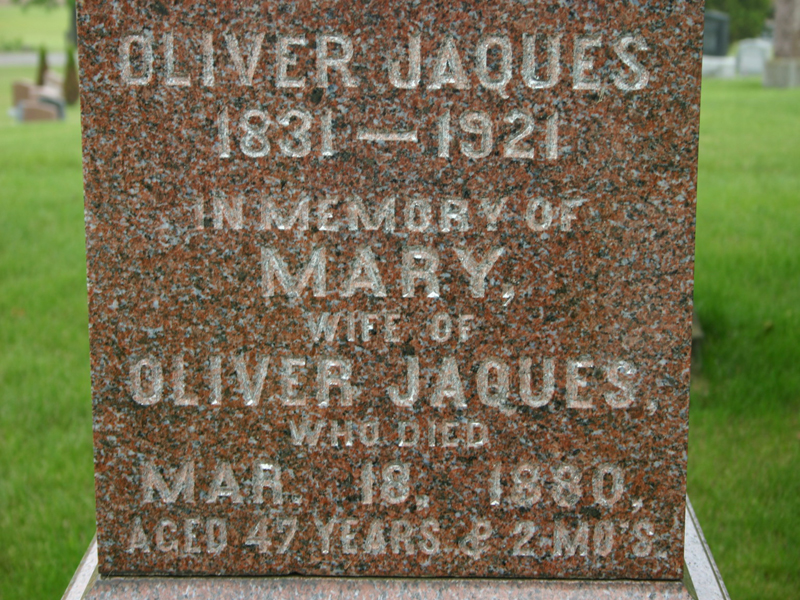 OLIVER JAQUES
1831 — 1921
IN MEMORY OF
MARY,
WIFE OF
OLIVER JAQUES,
WHO DIED
MAR. 18, 1880,
AGED 47 YEARS & 2 MO'S.